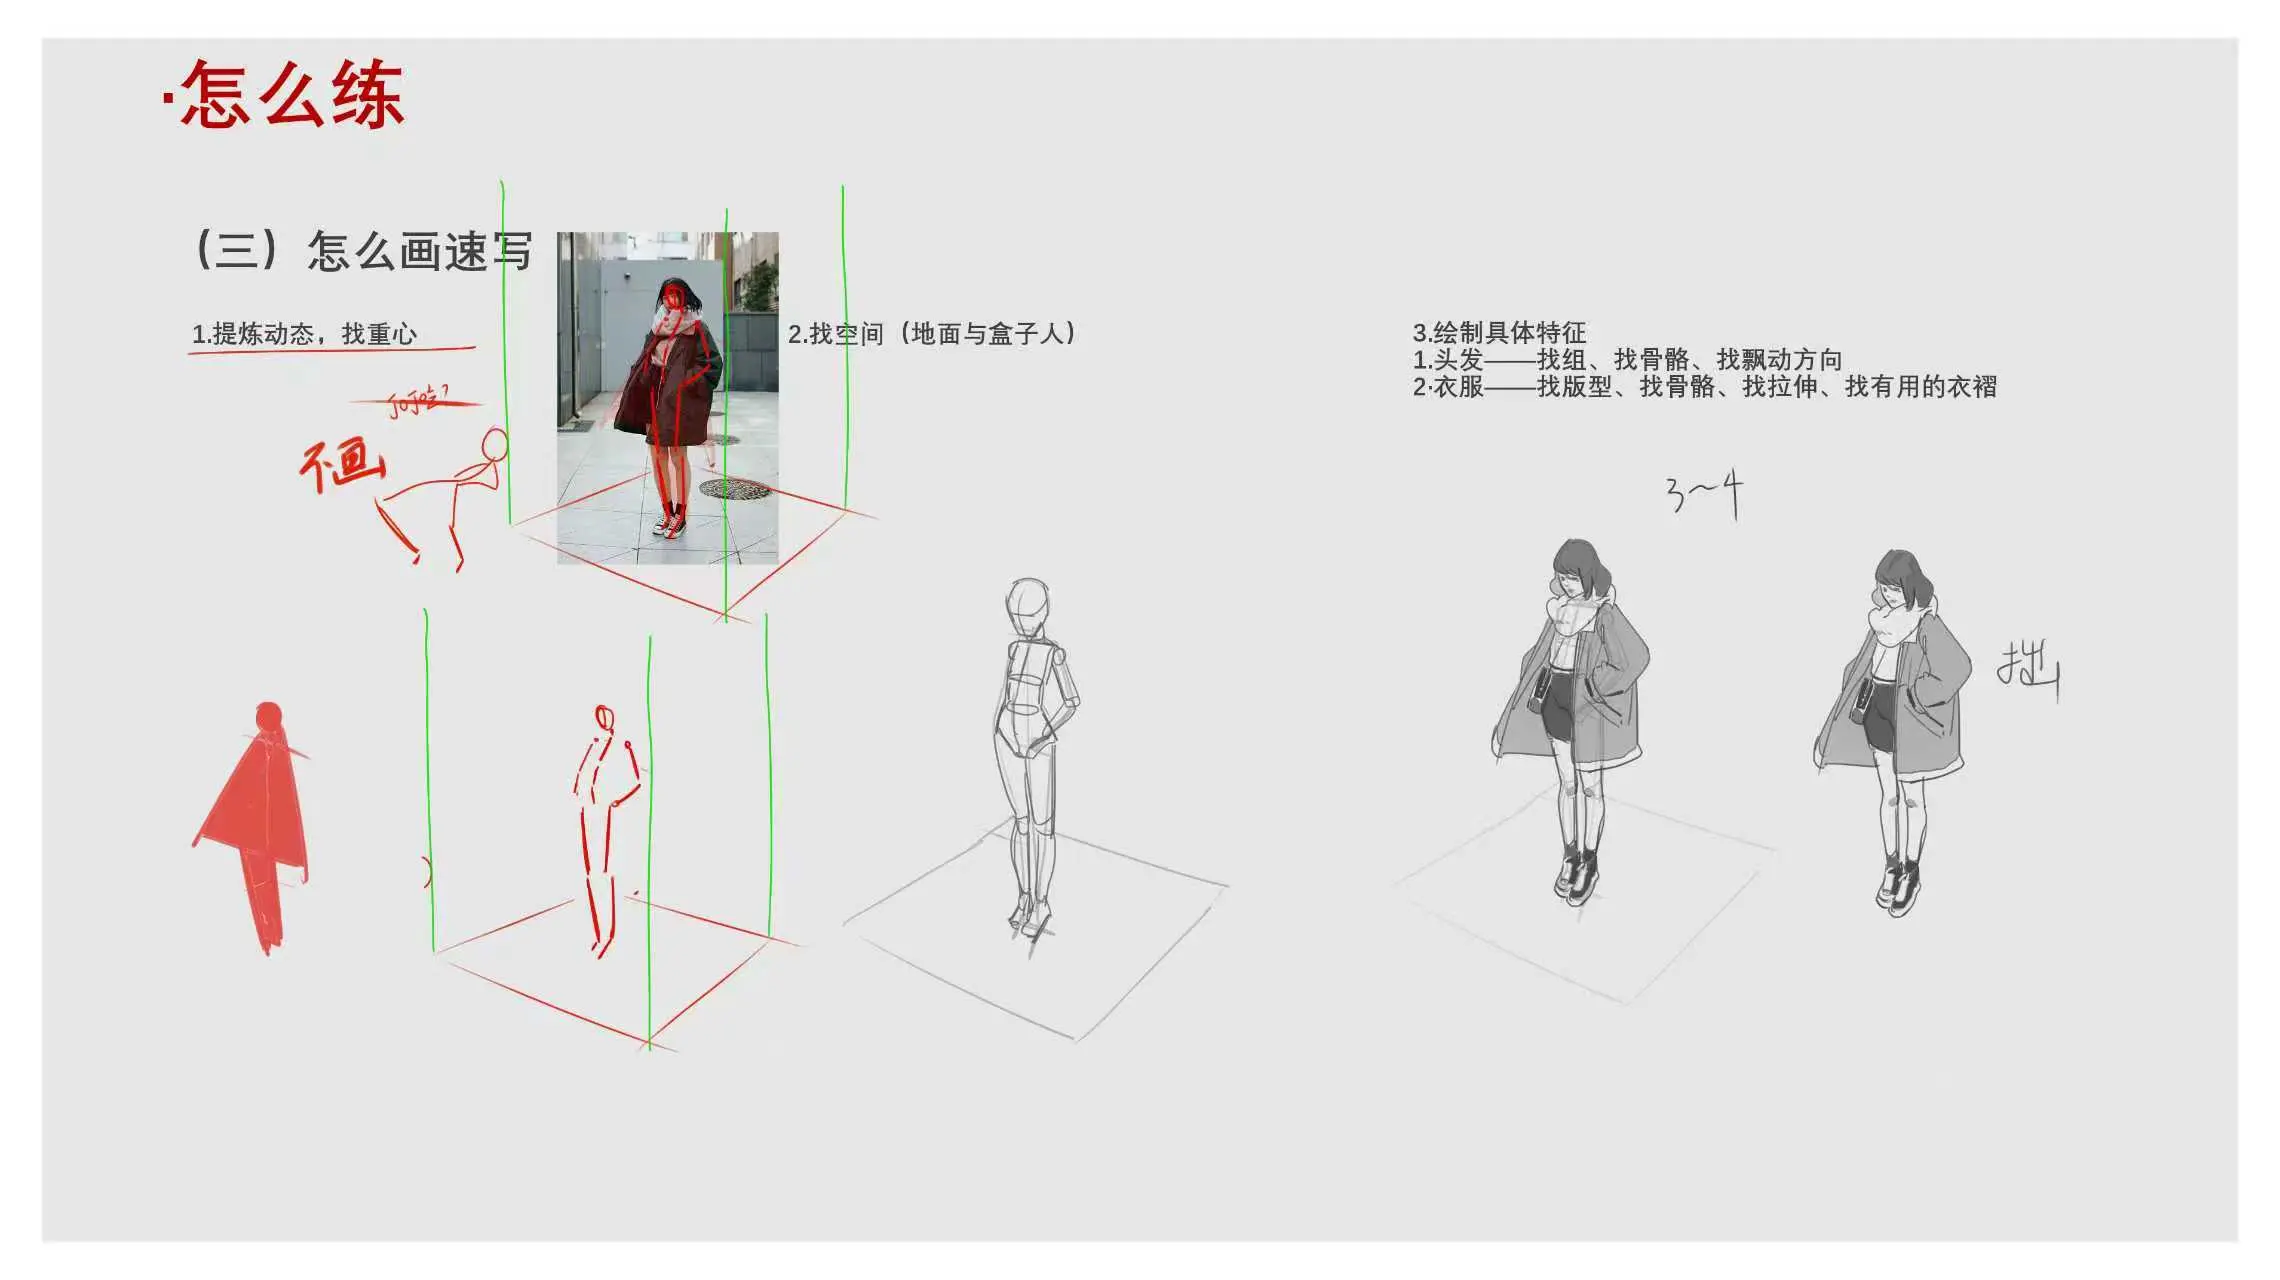 ·怎么练
（三）怎么画速写
1.提炼动态，找重心
2.找空间（地面与盒子人）
3.绘制具体特征
1.头发——找组、找骨骼、找飘动方向
2·衣服——找版型、找骨骼、找拉伸、找有用的衣褶
不画
3~4
拙